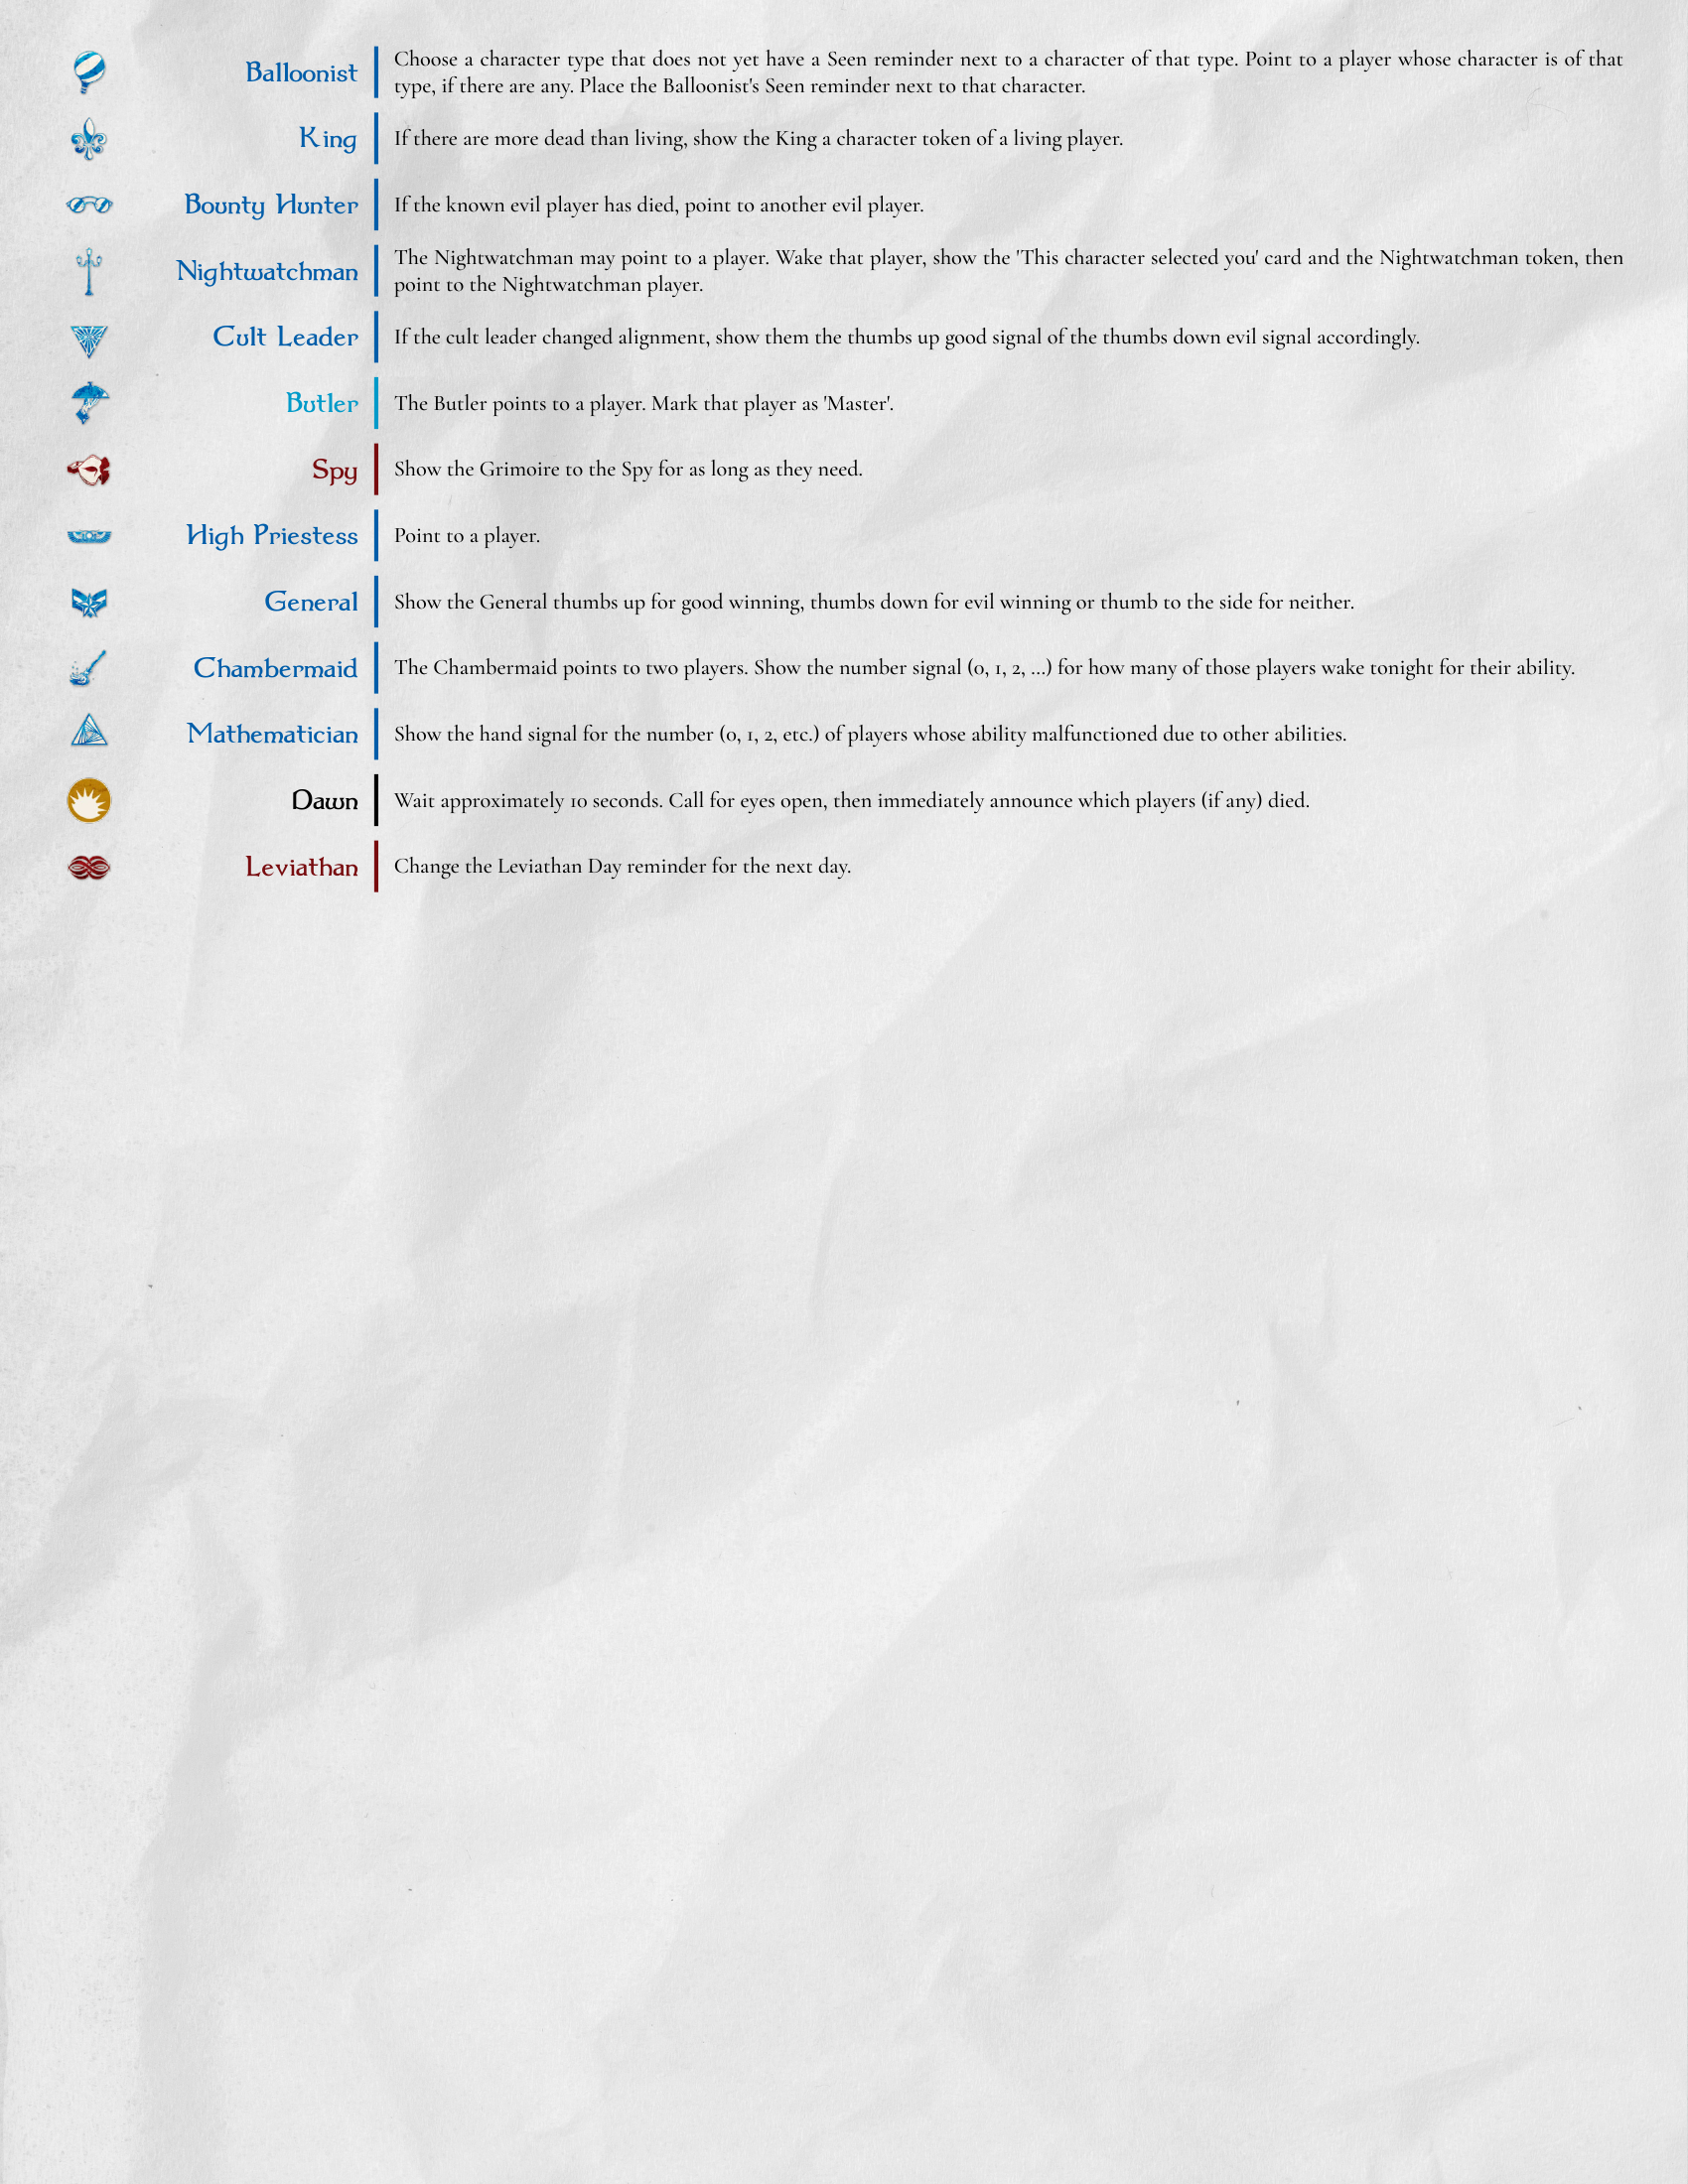 Balloonist
Choose a character type that does not yet have a Seen reminder next to a character of that type. Point to a player whose character is of that
type, if there are any. Place the Balloonist's Seen reminder next to that character.
King
If there are more dead than living, show the King a character token of a living player.
Bounty Hunter
If the known evil player has died, point to another evil player.
Nightwatchman
The Nightwatchman may point to a player. Wake that player, show the 'This character selected you' card and the Nightwatchman token, then
point to the Nightwatchman player.
Cult Leader
If the cult leader changed alignment, show them the thumbs up good signal of the thumbs down evil signal accordingly.
Butler
The Butler points to a player. Mark that player as 'Master'.
Spy
Show the Grimoire to the Spy for as long as they need.
High Priestess
Point to a player.
General
Show the General thumbs up for good winning, thumbs down for evil winning or thumb to the side for neither.
Chambermaid
The Chambermaid points to two players. Show the number signal (0, 1, 2, ...) for how many of those players wake tonight for their ability.
Mathematician
Show the hand signal for the number (0, 1, 2, etc.) of players whose ability malfunctioned due to other abilities.
Dawn
Wait approximately 10 seconds. Call for eyes open, then immediately announce which players (if any) died.
Leviathan
Change the Leviathan Day reminder for the next day.